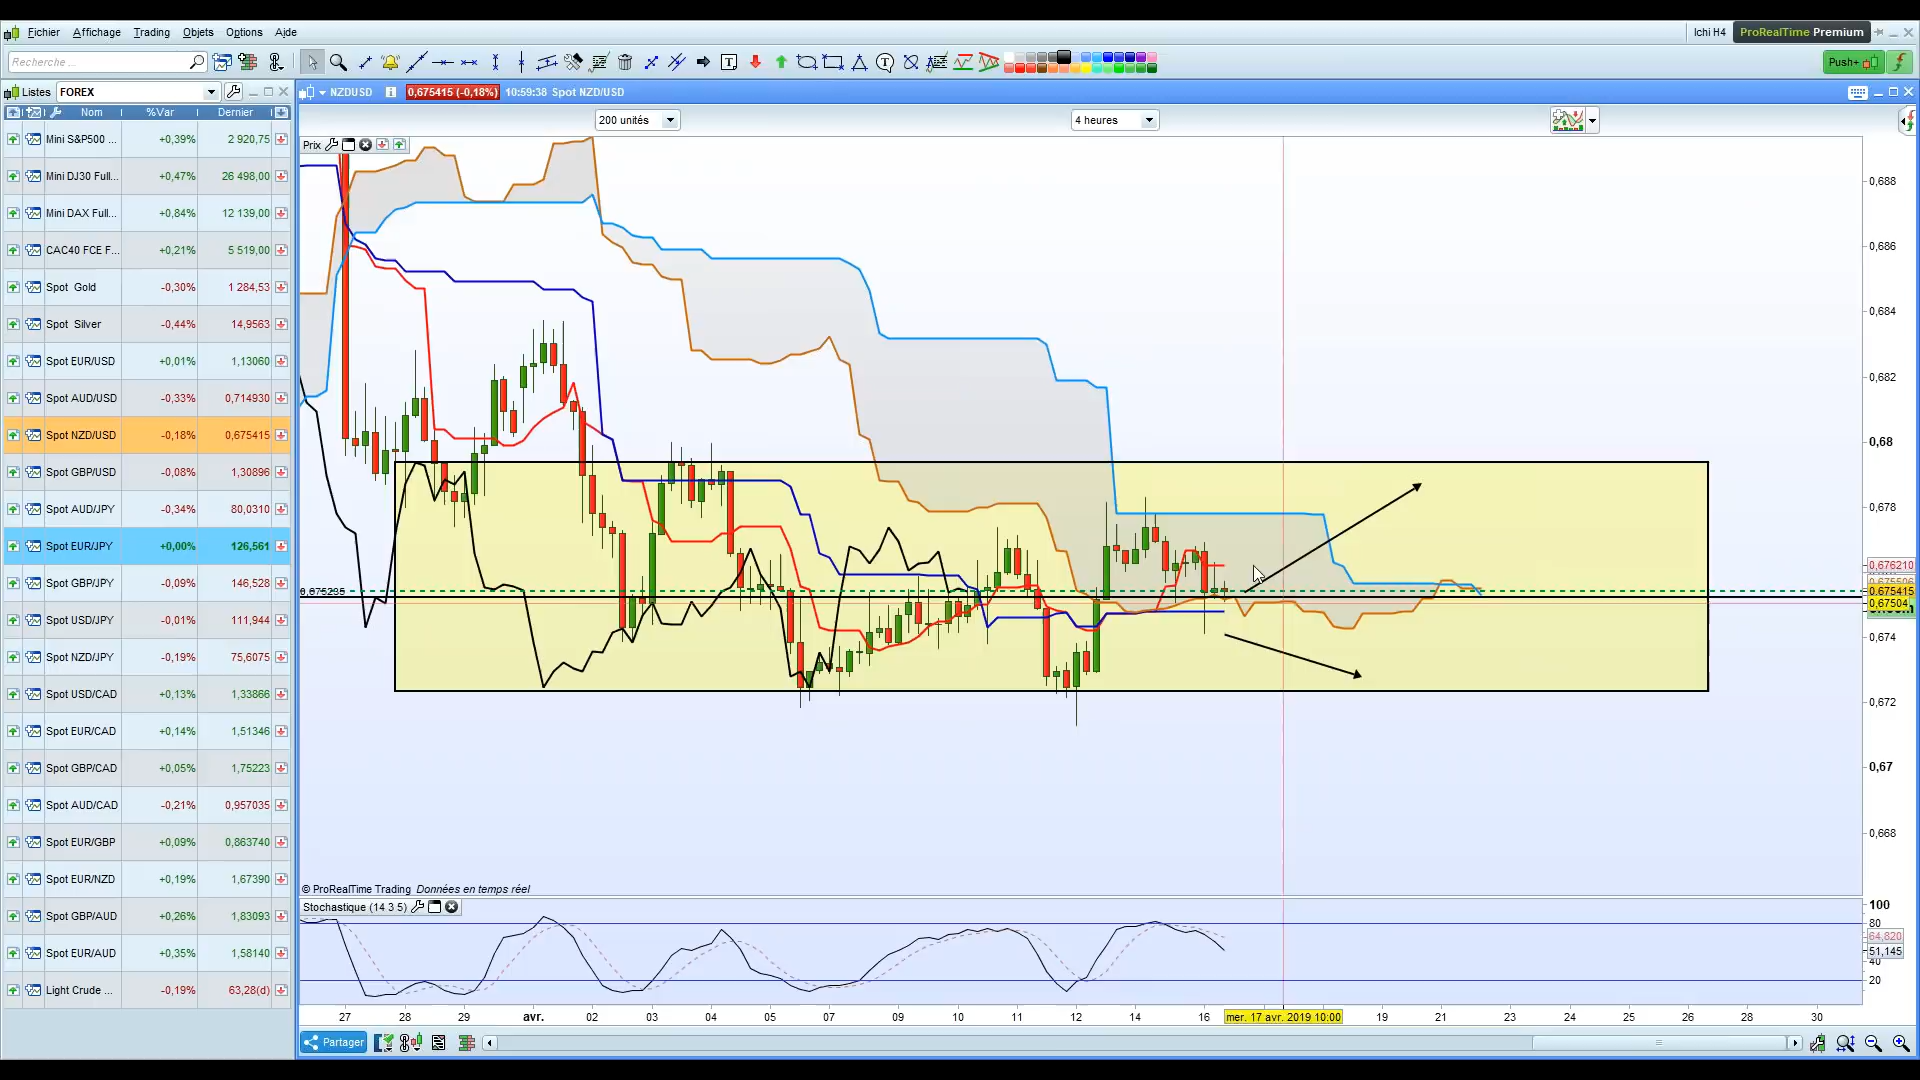 Fichier Affichage Trading Objets Options Aide
Ichi H4 ProRealTime Premium
Recherche ...
Push+
Listes FOREX
NZDUSD 0,675415 (-0,18%) 10:59:38 Spot NZD/USD
Nom %Var Dernier
200 unités
4 heures
Prix
Mini S&P500 ... +0,39% 2 920,75
Mini DJ30 Full... +0,47% 26 498,00
Mini DAX Full... +0,84% 12 139,00
CAC40 FCE F... +0,21% 5 519,00
Spot Gold -0,30% 1 284,53
Spot Silver -0,44% 14,9563
Spot EUR/USD +0,01% 1,13060
Spot AUD/USD -0,33% 0,714930
Spot NZD/USD -0,18% 0,675415
Spot GBP/USD -0,08% 1,30896
Spot AUD/JPY -0,34% 80,0310
Spot EUR/JPY +0,00% 126,561
Spot GBP/JPY -0,09% 146,528
Spot USD/JPY -0,01% 111,944
Spot NZD/JPY -0,19% 75,6075
Spot USD/CAD +0,13% 1,33866
Spot EUR/CAD +0,14% 1,51346
Spot GBP/CAD +0,05% 1,75223
Spot AUD/CAD -0,21% 0,957035
Spot EUR/GBP +0,09% 0,863740
Spot EUR/NZD +0,19% 1,67390
Spot GBP/AUD +0,26% 1,83093
Spot EUR/AUD +0,35% 1,58140
Light Crude ... -0,19% 63,28(d)
0,688
0,686
0,684
0,682
0,68
0,678
0,676210
0,675415
0,67504
0,674
0,672
0,67
0,668
0,675235
© ProRealTime Trading Données en temps réel
Stochastique (14 3 5)
100
80
64,820
51,145
40
20
27 28 29 avr. 02 03 04 05 07 09 10 11 12 14 16 mer. 17 avr. 2019 10:00 19 21 23 24 25 26 28 30
Partager